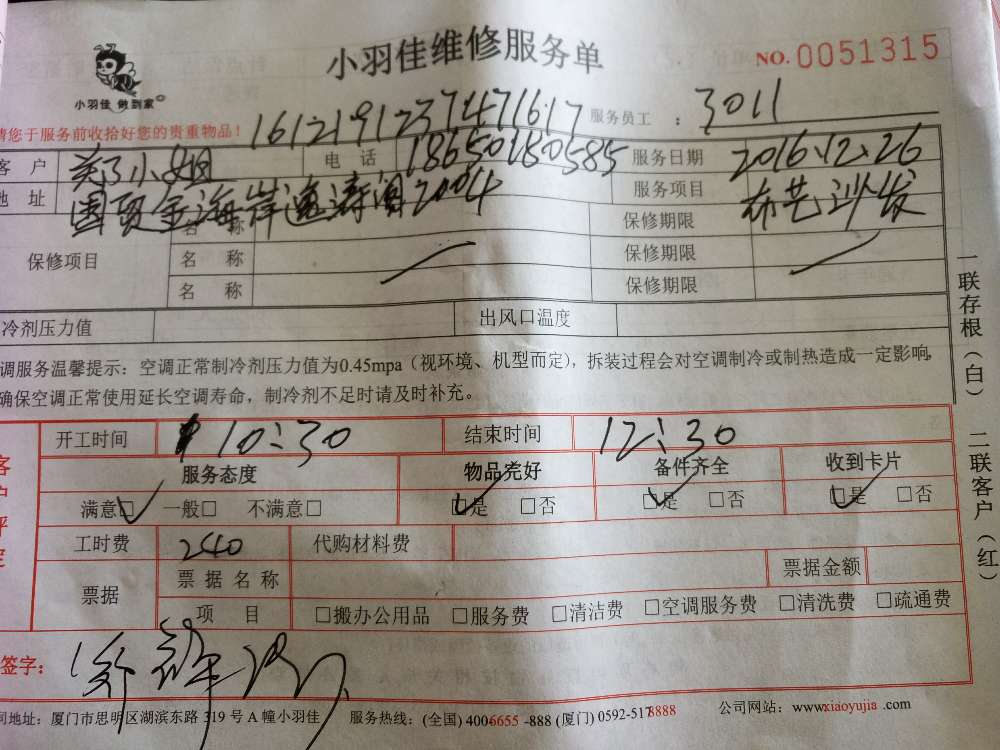 小羽佳维修服务单
NO.0051315
小羽佳 做到家
请您于服务前收拾好您的贵重物品！
1612191237471617
服务员工：3011
客户 关了小姐 电话 18650180585 服务日期 2016.12.26
地址 国贸金海岸逸涛阁2004 服务项目 布艺沙发
保修项目
名称 保修期限
名称 保修期限
名称 保修期限
冷剂压力值 出风口温度
调服务温馨提示：空调正常制冷剂压力值为0.45mpa（视环境、机型而定），拆装过程会对空调制冷或制热造成一定影响，
确保空调正常使用延长空调寿命，制冷剂不足时请及时补充。
开工时间 10:30 结束时间 12:30
服务态度 物品完好 备件齐全 收到卡片
满意□ 一般□ 不满意□ □是 □否 □是 □否 □是 □否
工时费 240 代购材料费
票据 票据名称 票据金额
项目 □搬办公用品 □服务费 □清洁费 □空调服务费 □清洗费 □疏通费
签字：
司地址：厦门市思明区湖滨东路 319 号 A 幢小羽佳 服务热线：(全国) 4006655 -888 (厦门) 0592-5178888 公司网站：www.xiaoyujia .com
一联存根（白） 二联客户（红）
客户评定